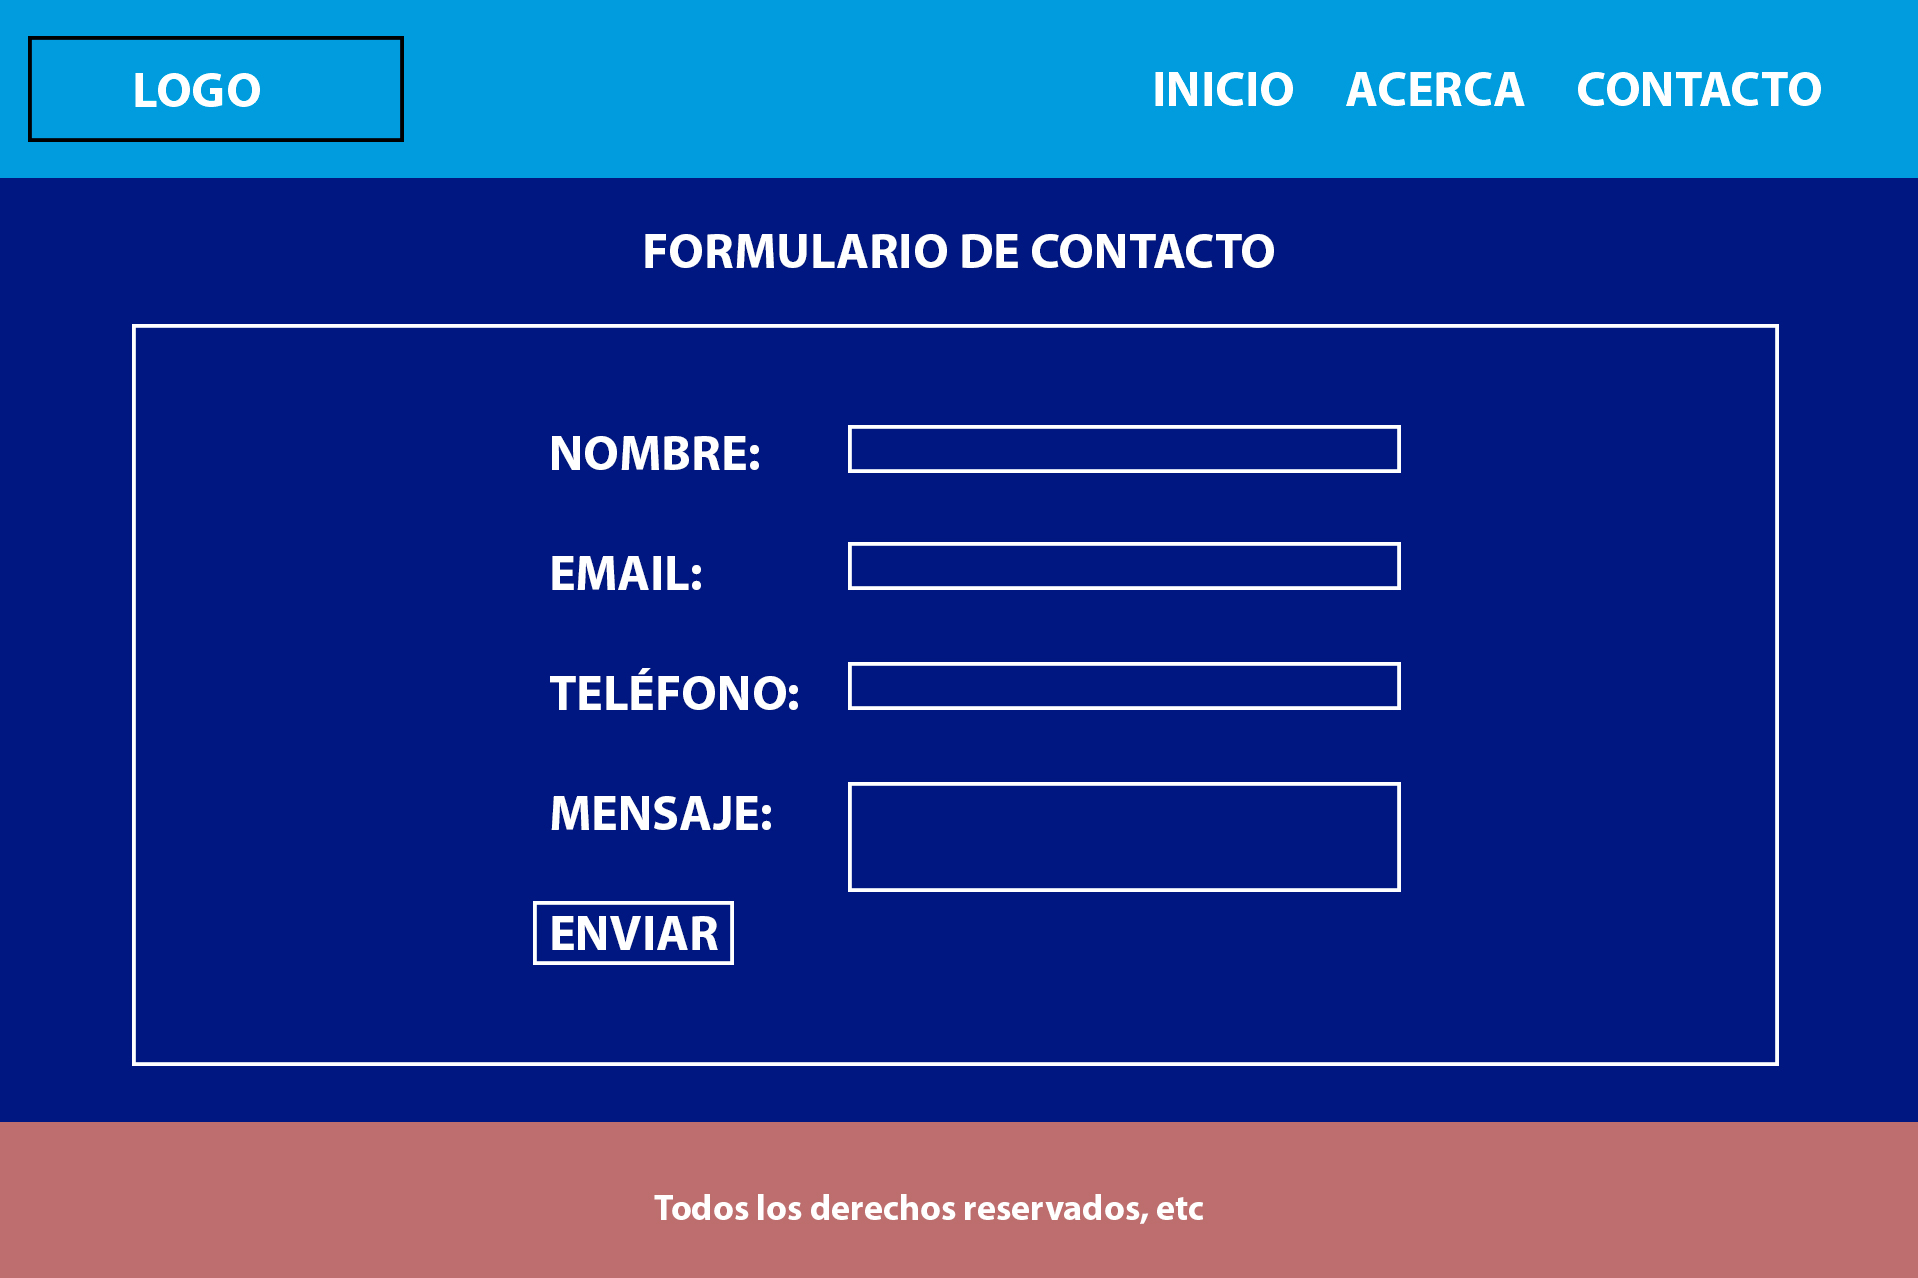 LOGO
INICIO ACERCA CONTACTO
FORMULARIO DE CONTACTO
NOMBRE:
EMAIL:
TELÉFONO:
MENSAJE:
ENVIAR
Todos los derechos reservados, etc